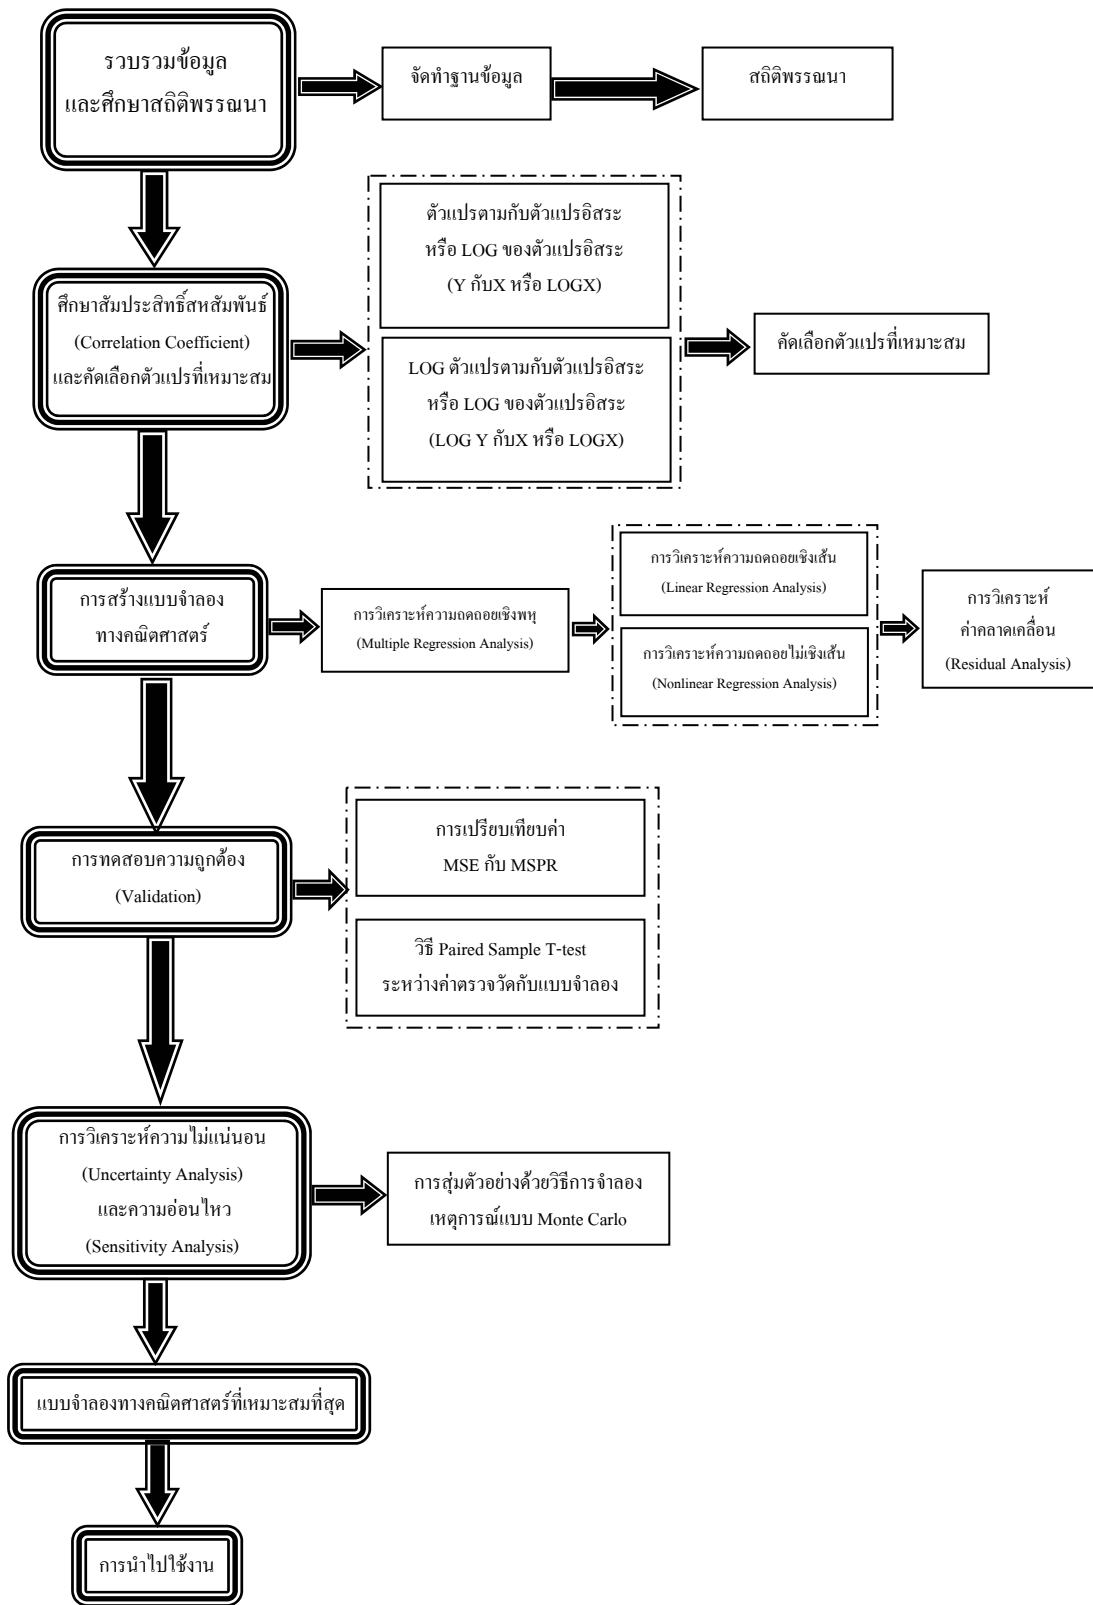 รวบรวมข้อมูล
และศึกษาสถิติพรรณนา
จัดทำฐานข้อมูล
สถิติพรรณนา
ศึกษาสัมประสิทธิ์สหสัมพันธ์
(Correlation Coefficient)
และคัดเลือกตัวแปรที่เหมาะสม
ตัวแปรตามกับตัวแปรอิสระ
หรือ LOG ของตัวแปรอิสระ
(Y กับX หรือ LOGX)
LOG ตัวแปรตามกับตัวแปรอิสระ
หรือ LOG ของตัวแปรอิสระ
(LOG Y กับX หรือ LOGX)
คัดเลือกตัวแปรที่เหมาะสม
การสร้างแบบจำลอง
ทางคณิตศาสตร์
การวิเคราะห์ความถดถอยเชิงพหุ
(Multiple Regression Analysis)
การวิเคราะห์ความถดถอยเชิงเส้น
(Linear Regression Analysis)
การวิเคราะห์ความถดถอยไม่เชิงเส้น
(Nonlinear Regression Analysis)
การวิเคราะห์
ค่าคลาดเคลื่อน
(Residual Analysis)
การทดสอบความถูกต้อง
(Validation)
การเปรียบเทียบค่า
MSE กับ MSPR
วิธี Paired Sample T-test
ระหว่างค่าตรวจวัดกับแบบจำลอง
การวิเคราะห์ความไม่แน่นอน
(Uncertainty Analysis)
และความอ่อนไหว
(Sensitivity Analysis)
การสุ่มตัวอย่างด้วยวิธีการจำลอง
เหตุการณ์แบบ Monte Carlo
แบบจำลองทางคณิตศาสตร์ที่เหมาะสมที่สุด
การนำไปใช้งาน